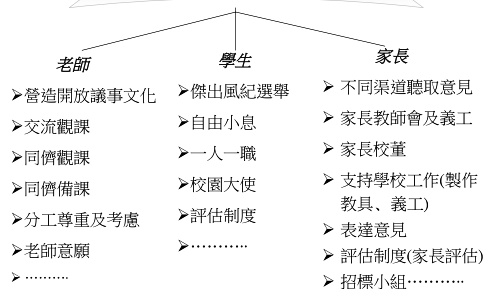 老師
營造開放議事文化
交流觀課
同儕觀課
同儕備課
分工尊重及考慮
老師意願
………..
學生
傑出風紀選舉
自由小息
一人一職
校園大使
評估制度
………..
家長
不同渠道聽取意見
家長教師會及義工
家長校董
支持學校工作(製作
教具、義工)
表達意見
評估制度(家長評估)
招標小組………..